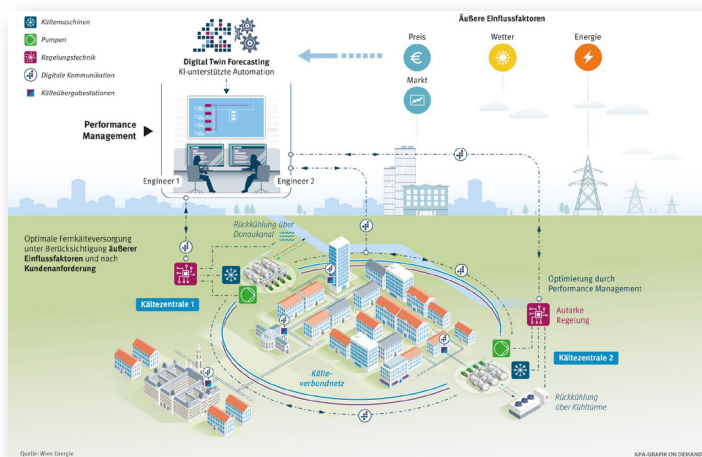 Kältemaschinen
Pumpen
Regelungstechnik
Digitale Kommunikation
Kälteübergabestationen
Digital Twin Forecasting
KI-unterstützte Automation
Äußere Einflussfaktoren
Preis
Wetter
Energie
Markt
Performance
Management
Engineer 1
Engineer 2
Optimale Fernkälteversorgung
unter Berücksichtigung äußerer
Einflussfaktoren und nach
Kundenanforderung
Rückkühlung über
Donaukanal
Kältezentrale 1
Optimierung durch
Performance Management
Autarke
Regelung
Kältezentrale 2
Kälte-
verbundnetz
Rückkühlung
über Kühltürme
Quelle: Wien Energie
APA-GRAFIK ON DEMAND